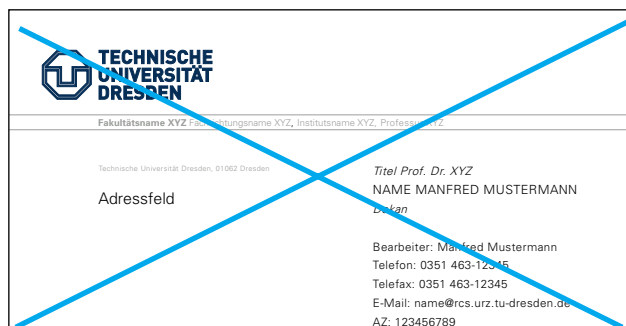 TECHNISCHE
UNIVERSITÄT
DRESDEN
Fakultätsname XYZ Fachrichtungsname XYZ, Institutsname XYZ, Professur XYZ
Technische Universität Dresden, 01062 Dresden
Adressfeld
Titel Prof. Dr. XYZ
NAME MANFRED MUSTERMANN
Dekan
Bearbeiter: Manfred Mustermann
Telefon: 0351 463-12345
Telefax: 0351 463-12345
E-Mail: name@rcs.urz.tu-dresden.de
AZ: 123456789